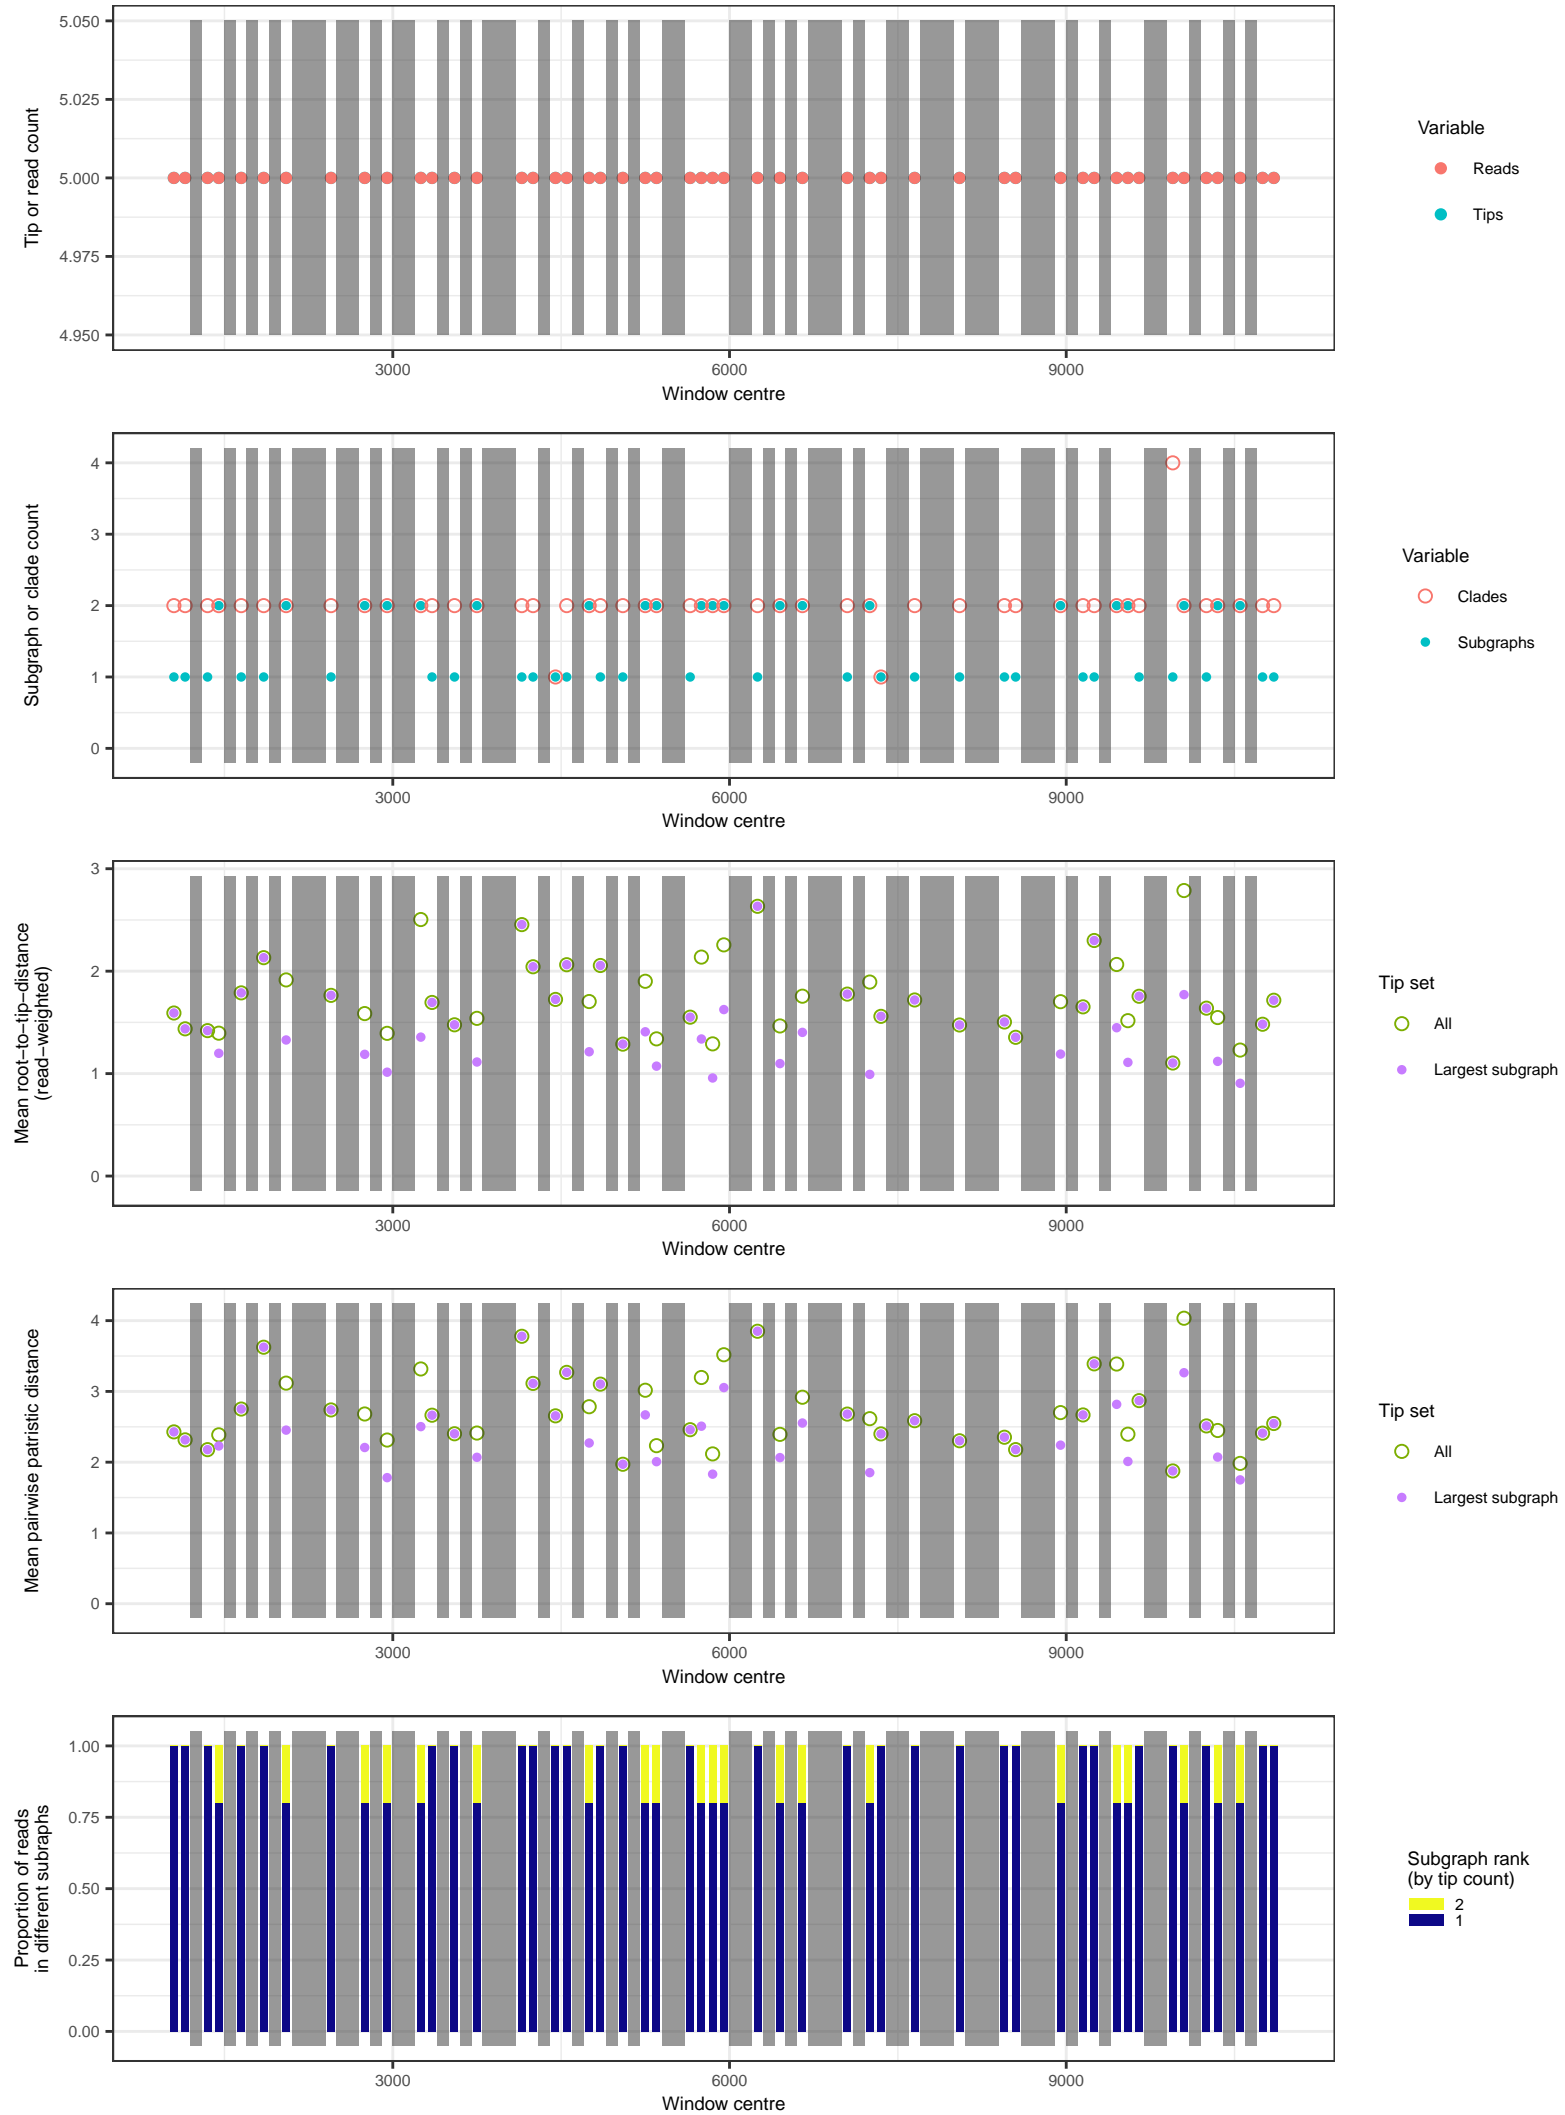 5.050
5.025
5.000
4.975
4.950
Tip or read count
3000 6000 9000
Window centre
Variable
Reads
Tips
4
3
2
1
0
Subgraph or clade count
3000 6000 9000
Window centre
Variable
Clades
Subgraphs
3
2
1
0
Mean root−to−tip−distance
(read−weighted)
3000 6000 9000
Window centre
Tip set
All
Largest subgraph
4
3
2
1
0
Mean pairwise patristic distance
3000 6000 9000
Window centre
Tip set
All
Largest subgraph
1.00
0.75
0.50
0.25
0.00
Proportion of reads
in different subraphs
3000 6000 9000
Window centre
Subgraph rank
(by tip count)
2
1